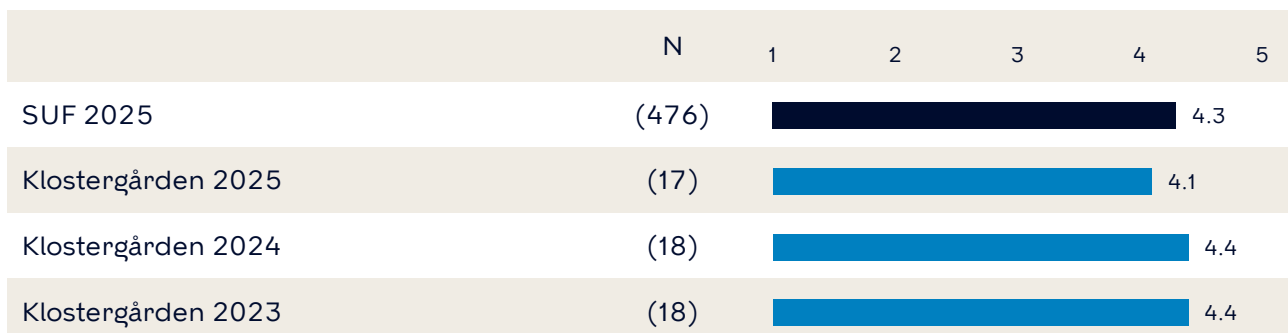 N 1 2 3 4 5
SUF 2025 (476) 4.3
Klostergården 2025 (17) 4.1
Klostergården 2024 (18) 4.4
Klostergården 2023 (18) 4.4